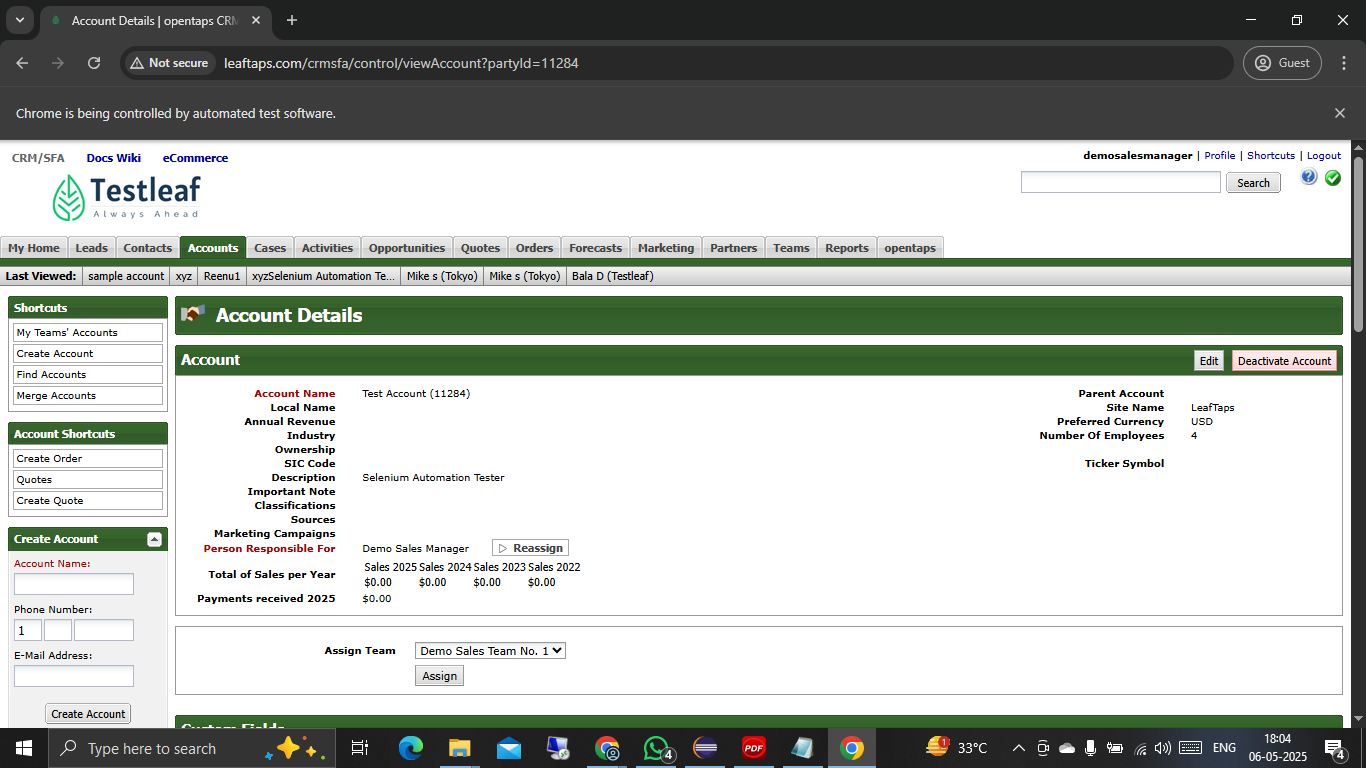 Account Details | opentaps CRM
Not secure
leaftaps.com/crmsfa/control/viewAccount?partyId=11284
Guest
Chrome is being controlled by automated test software.
CRM/SFA Docs Wiki eCommerce
demosalesmanager | Profile | Shortcuts | Logout
Testleaf
Always Ahead
Search
My Home Leads Contacts Accounts Cases Activities Opportunities Quotes Orders Forecasts Marketing Partners Teams Reports opentaps
Last Viewed: sample account xyz Reenu1 xyzSelenium Automation Te... Mike s (Tokyo) Mike s (Tokyo) Bala D (Testleaf)
Shortcuts
My Teams' Accounts
Create Account
Find Accounts
Merge Accounts
Account Shortcuts
Create Order
Quotes
Create Quote
Create Account
Account Name:
Phone Number:
1
E-Mail Address:
Create Account
Account Details
Account
Edit Deactivate Account
Account Name Test Account (11284)
Local Name
Annual Revenue
Industry
Ownership
SIC Code
Description Selenium Automation Tester
Important Note
Classifications
Sources
Marketing Campaigns
Person Responsible For Demo Sales Manager Reassign
Total of Sales per Year
Sales 2025 Sales 2024 Sales 2023 Sales 2022
$0.00 $0.00 $0.00 $0.00
Payments received 2025 $0.00
Parent Account
Site Name LeafTaps
Preferred Currency USD
Number Of Employees 4
Ticker Symbol
Assign Team Demo Sales Team No. 1
Assign
Custom Fields
Type here to search
4
PDF
1
33°C
ENG
18:04
06-05-2025
4